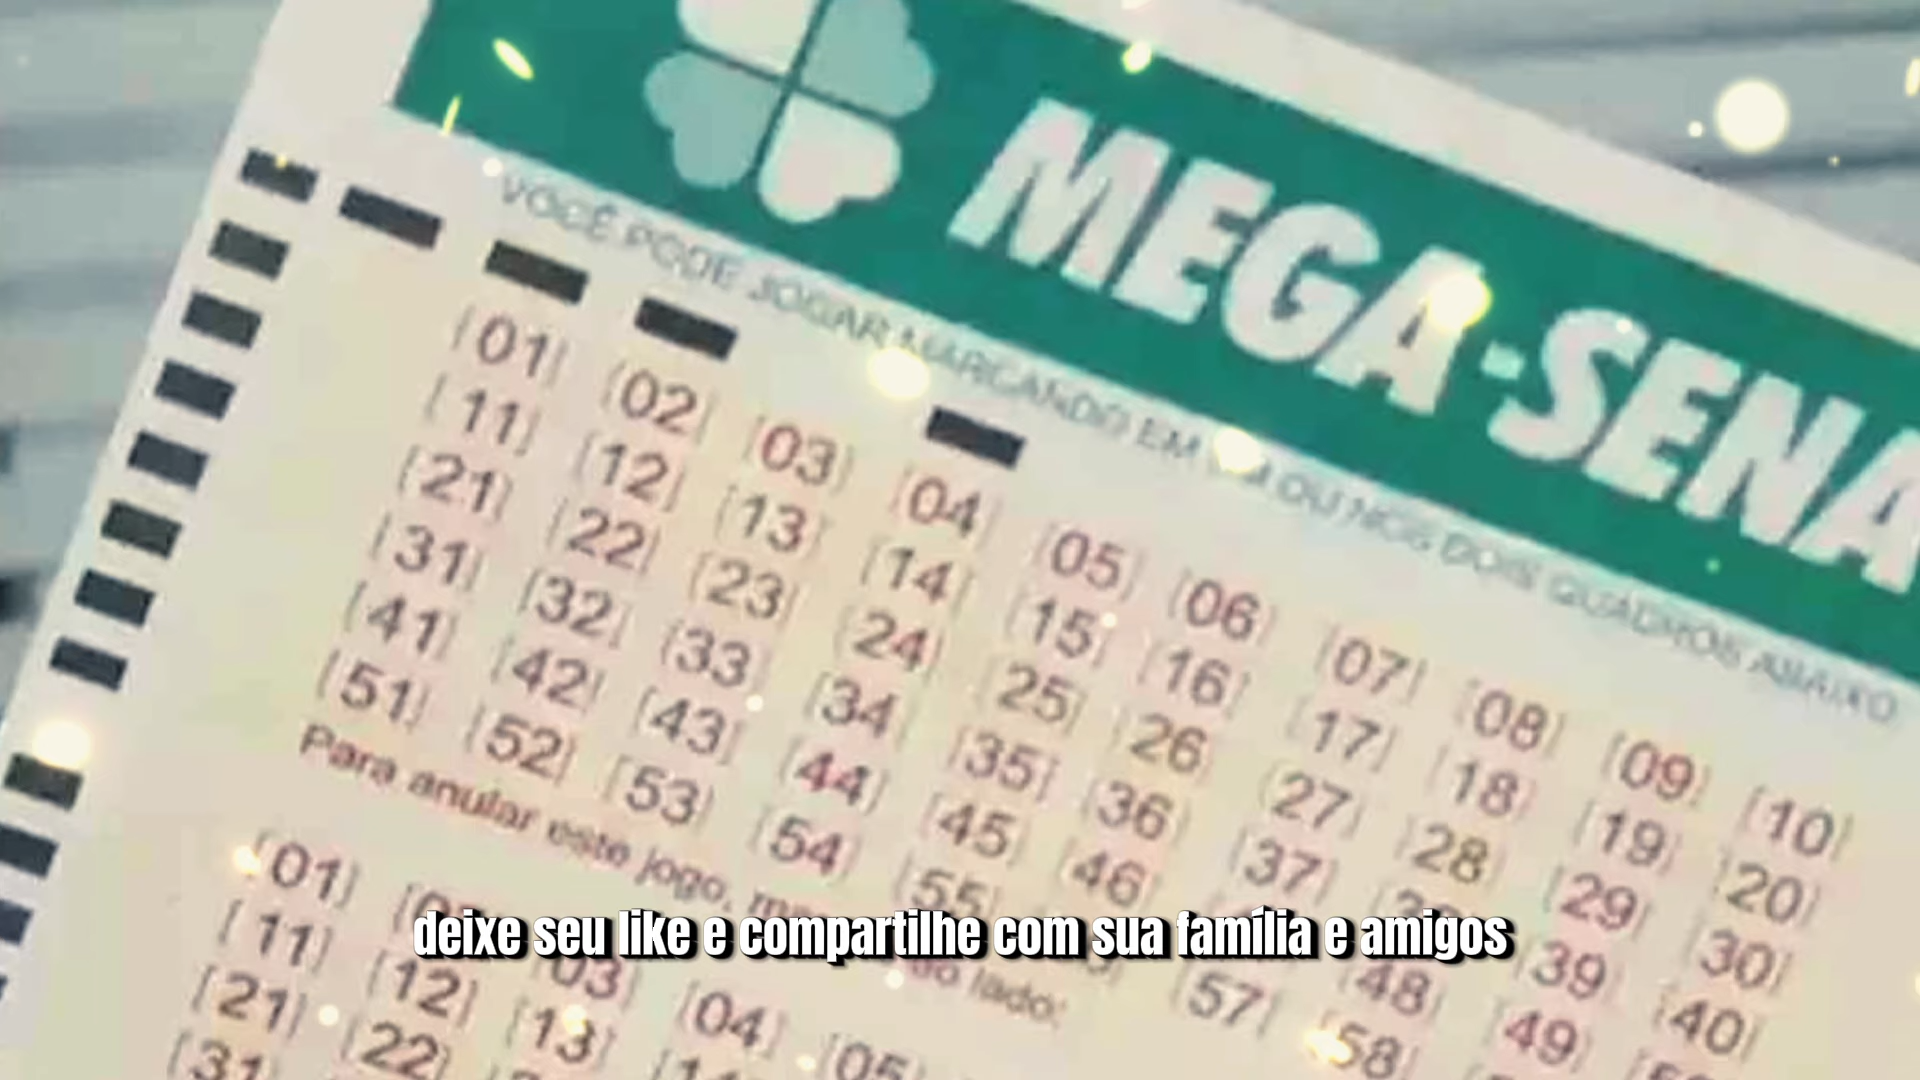 MEGA-SENA
VOCÊ PODE JOGAR MARCANDO EM UM OU NOS DOIS QUADROS ABAIXO
(01) (02) (03) (04) (05) (06) (07) (08) (09) (10)
(11) (12) (13) (14) (15) (16) (17) (18) (19) (20)
(21) (22) (23) (24) (25) (26) (27) (28) (29) (30)
(31) (32) (33) (34) (35) (36) (37) (39) (40)
(41) (42) (43) (44) (45) (46) (48) (49)
(51) (52) (53) (54) (55) (57) (58)
Para anular este jogo, ao lado:
deixe seu like e compartilhe com sua família e amigos
(01) (03) (04) (05)
(11) (12) (13)
(21) (22)
(31)